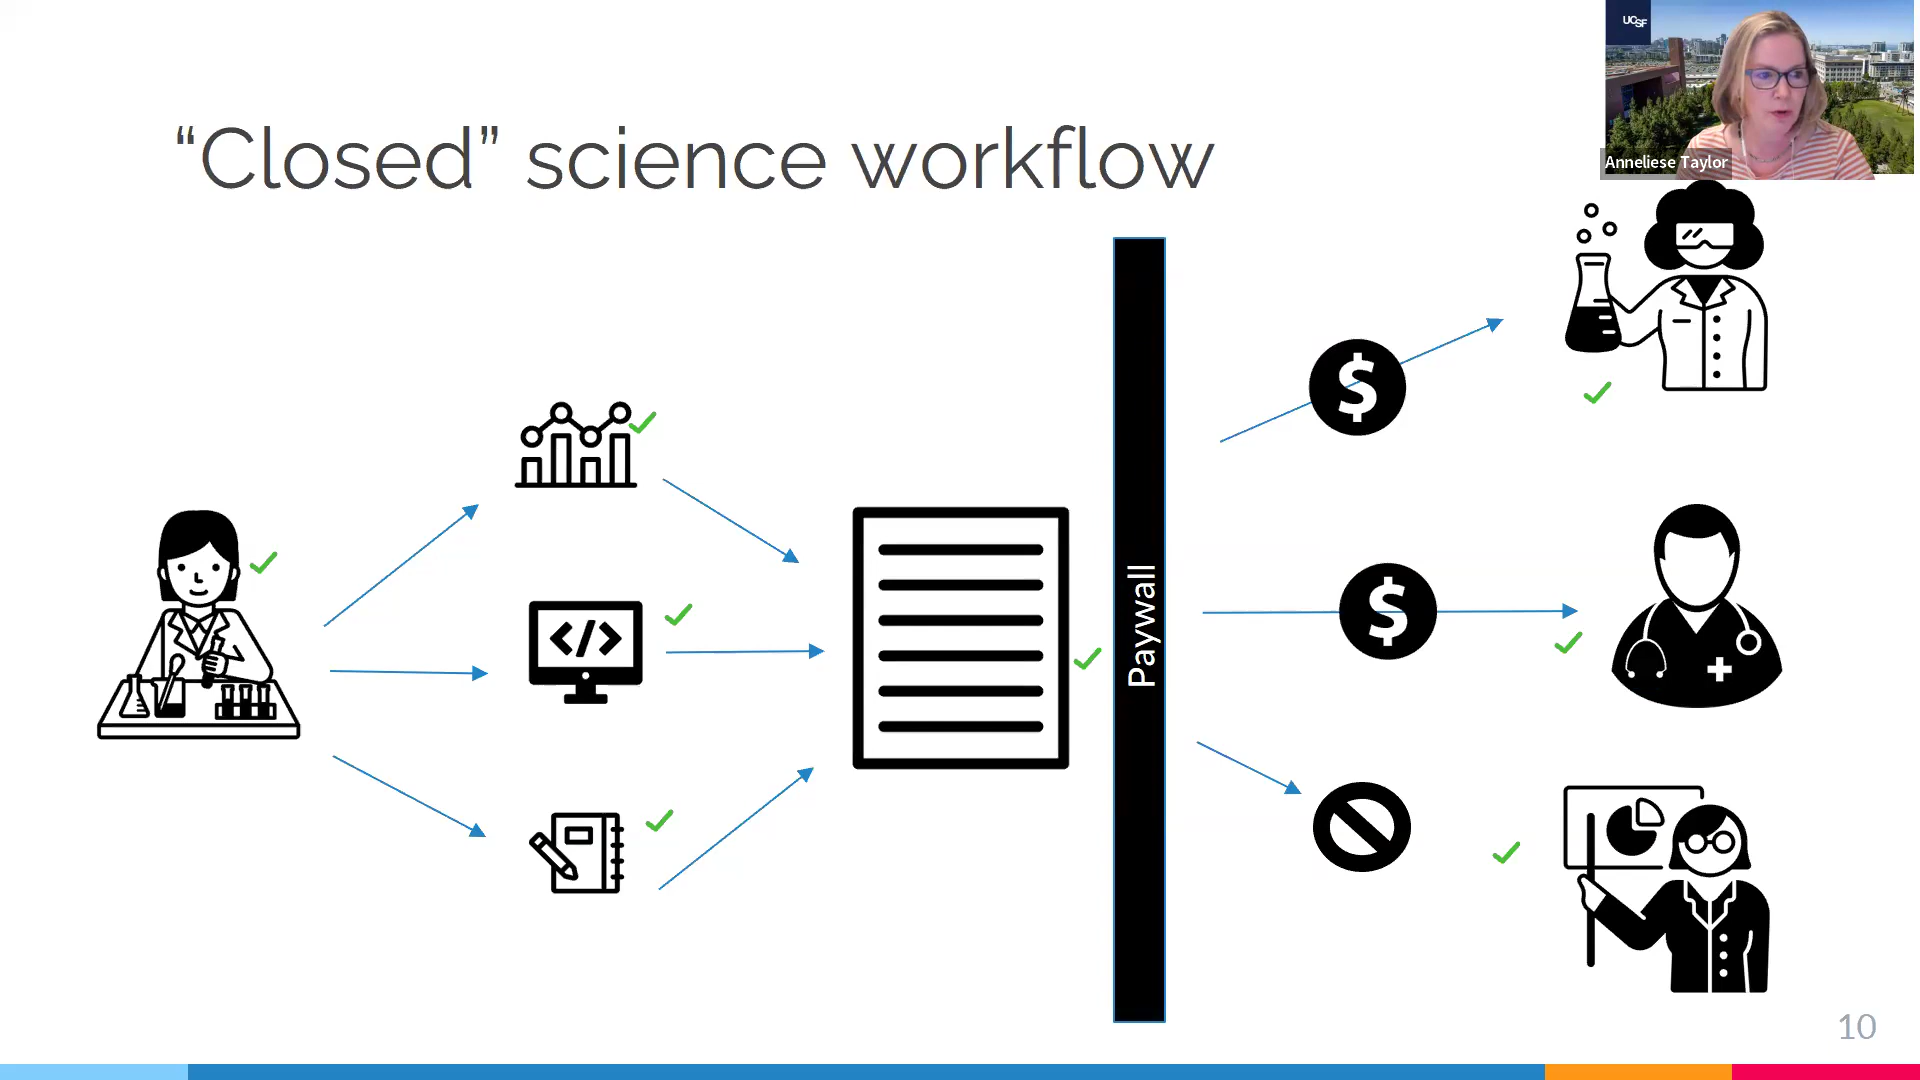 UCSF
Anneliese Taylor
“Closed” science workflow
$
</>
$
Paywall
10